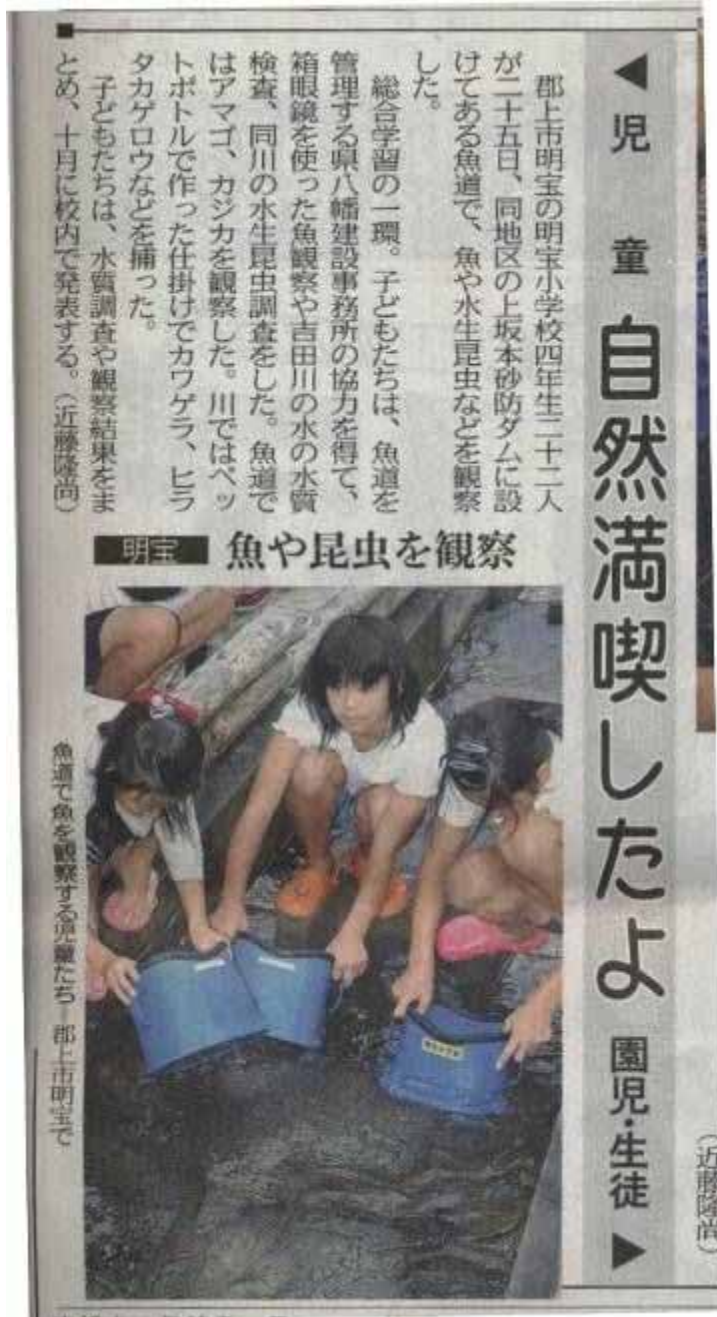 ◀児童 自然満喫したよ 園児・生徒▶
明宝 魚や昆虫を観察
郡上市明宝の明宝小学校四年生二十二人
が二十五日、同地区の上坂本砂防ダムに設
けてある魚道で、魚や水生昆虫などを観察
した。
総合学習の一環。子どもたちは、魚道を
管理する県八幡建設事務所の協力を得て、
箱眼鏡を使った魚観察や吉田川の水の水質
検査、同川の水生昆虫調査をした。魚道で
はアマゴ、カジカを観察した。川ではペッ
トボトルで作った仕掛けでカワゲラ、ヒラ
タカゲロウなどを捕った。
子どもたちは、水質調査や観察結果をま
とめ、十月に校内で発表する。(近藤隆尚)
魚道で魚を観察する児童たち=郡上市明宝で
(近藤隆尚)